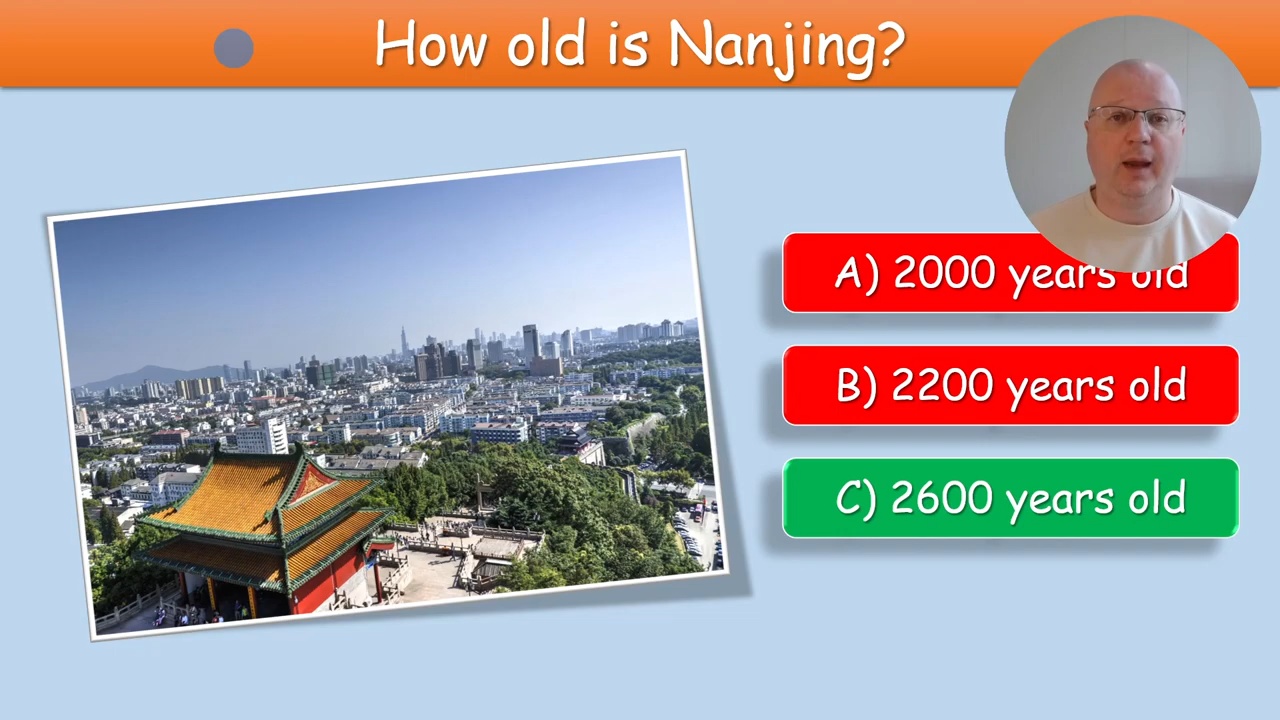 How old is Nanjing?
A) 2000 years old
B) 2200 years old
C) 2600 years old